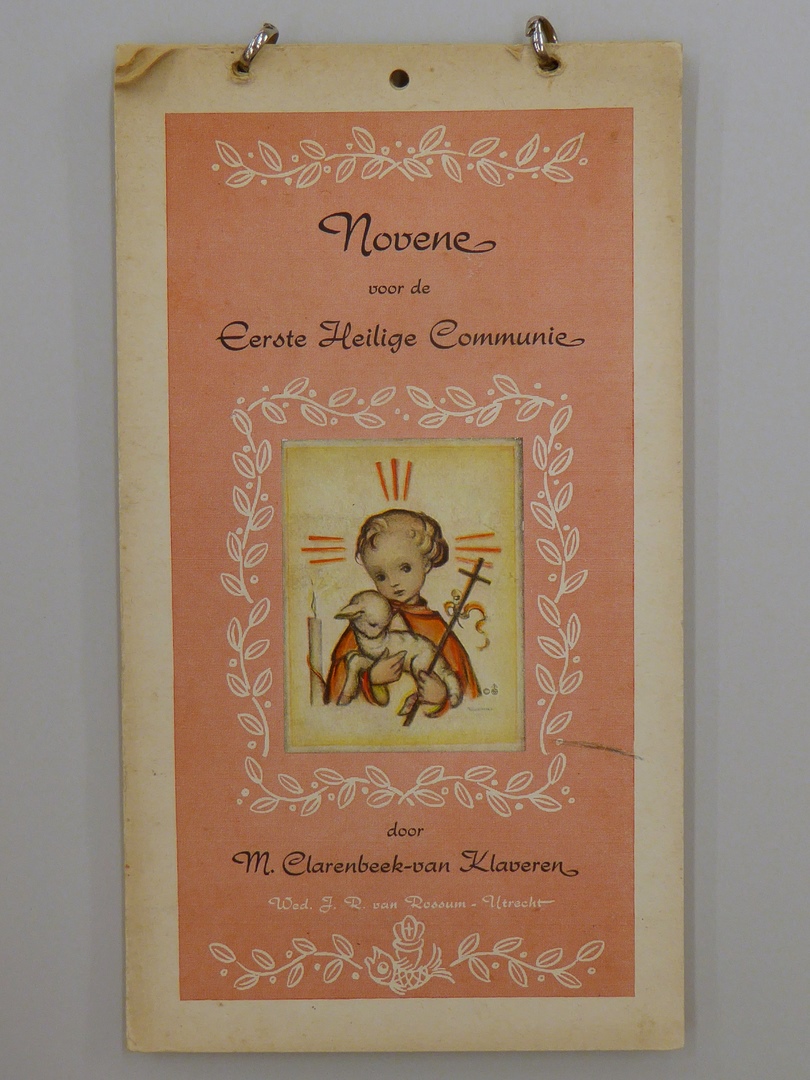 Novene
voor de
Eerste Heilige Communie
door
M. Clarenbeek-van Klaveren
Wed. J. R. van Rossum - Utrecht